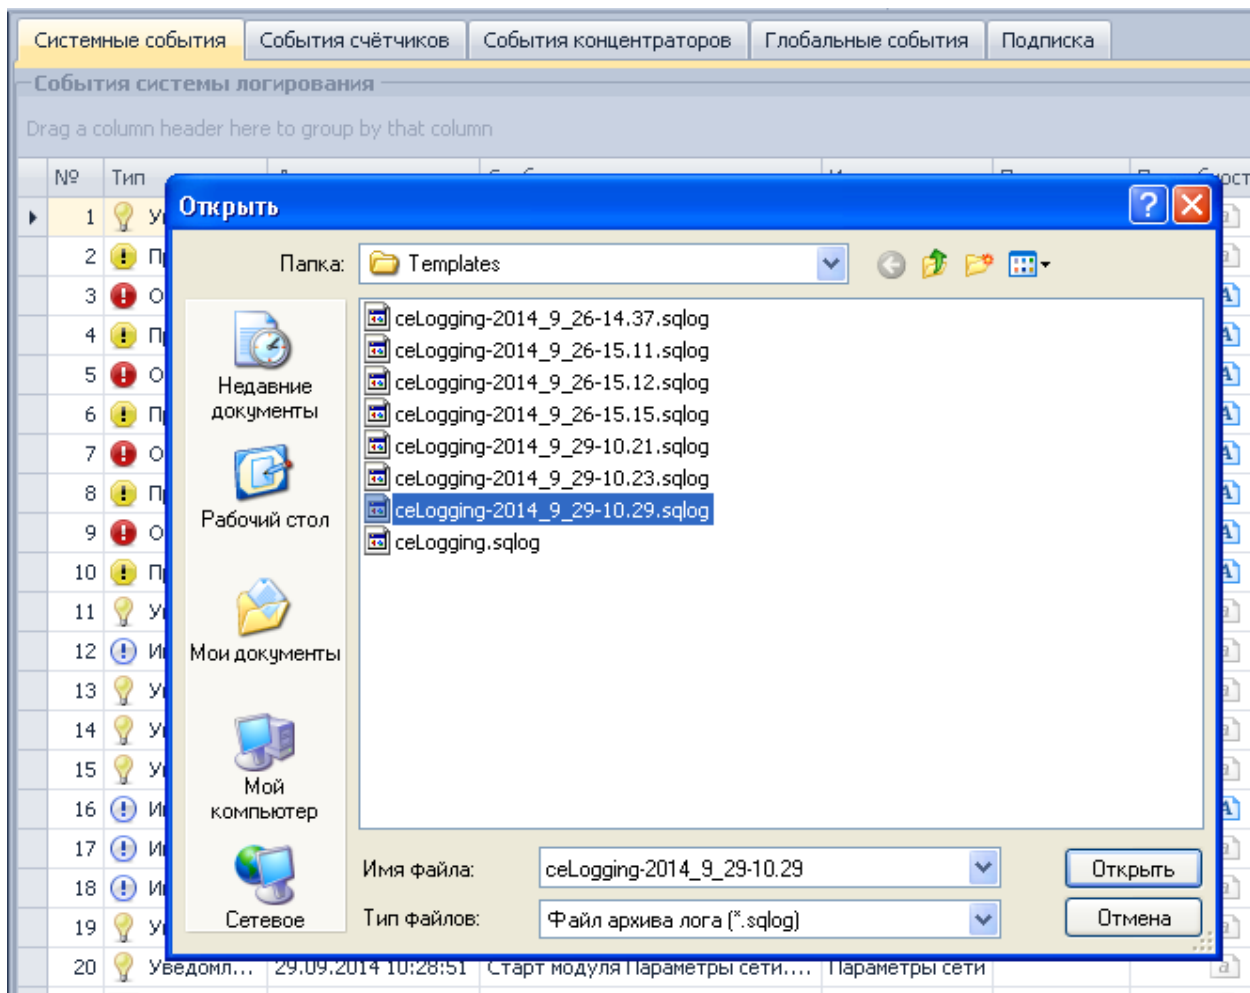 Системные события События счётчиков События концентраторов Глобальные события Подписка
События системы логирования
Drag a column header here to group by that column
№ Тип
Открыть
Папка: Templates
ceLogging-2014_9_26-14.37.sqlog
ceLogging-2014_9_26-15.11.sqlog
ceLogging-2014_9_26-15.12.sqlog
ceLogging-2014_9_26-15.15.sqlog
ceLogging-2014_9_29-10.21.sqlog
ceLogging-2014_9_29-10.23.sqlog
ceLogging-2014_9_29-10.29.sqlog
ceLogging.sqlog
Недавние
документы
Рабочий стол
Мои документы
Мой
компьютер
Сетевое
Имя файла: ceLogging-2014_9_29-10.29 Открыть
Тип файлов: Файл архива лога (*.sqlog) Отмена
1
2
3
4
5
6
7
8
9
10
11
12
13
14
15
16
17
18
19
20 Уведомл... 29.09.2014 10:28:51 Старт модуля Параметры сети.... Параметры сети